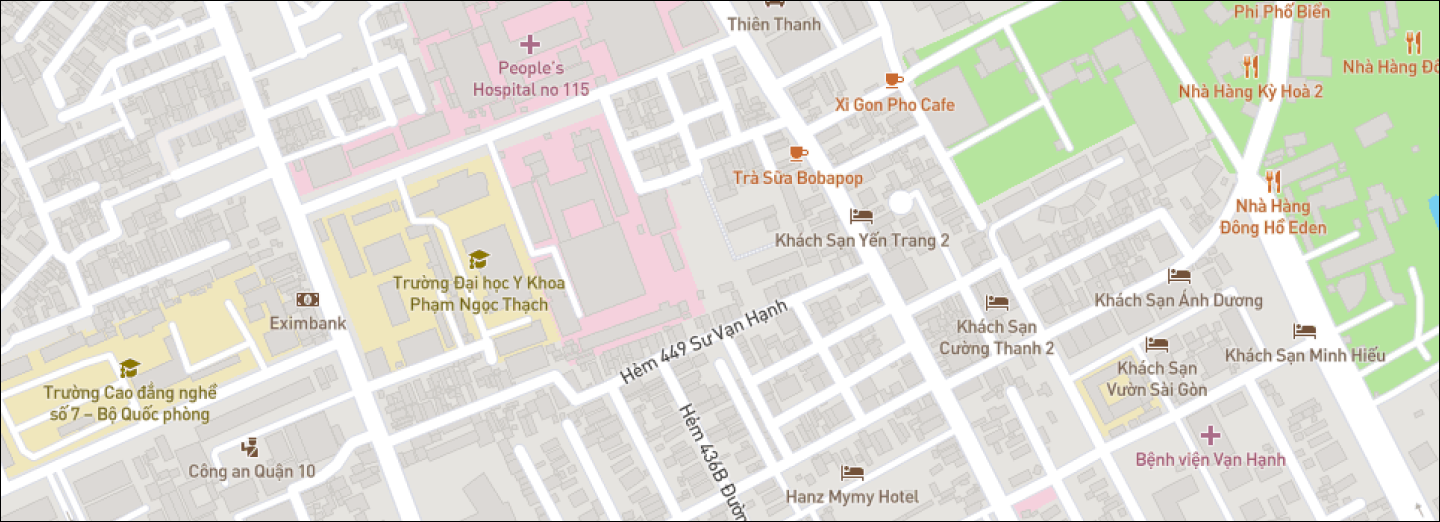 Phi Phố Biển
Thiên Thanh
Nhà Hàng Đô
People's
Hospital no 115
Nhà Hàng Kỳ Hoà 2
Xi Gon Pho Cafe
Trà Sữa Bobapop
Nhà Hàng
Đông Hồ Eden
Khách Sạn Yến Trang 2
Trường Đại học Y Khoa
Phạm Ngọc Thạch
Khách Sạn Ánh Dương
Eximbank
Hẻm 449 Sư Vạn Hạnh
Khách Sạn
Cường Thanh 2
Khách Sạn Minh Hiếu
Khách Sạn
Vườn Sài Gòn
Trường Cao đẳng nghề
số 7 – Bộ Quốc phòng
Hẻm 436B Đườn
Bệnh viện Vạn Hạnh
Công an Quận 10
Hanz Mymy Hotel